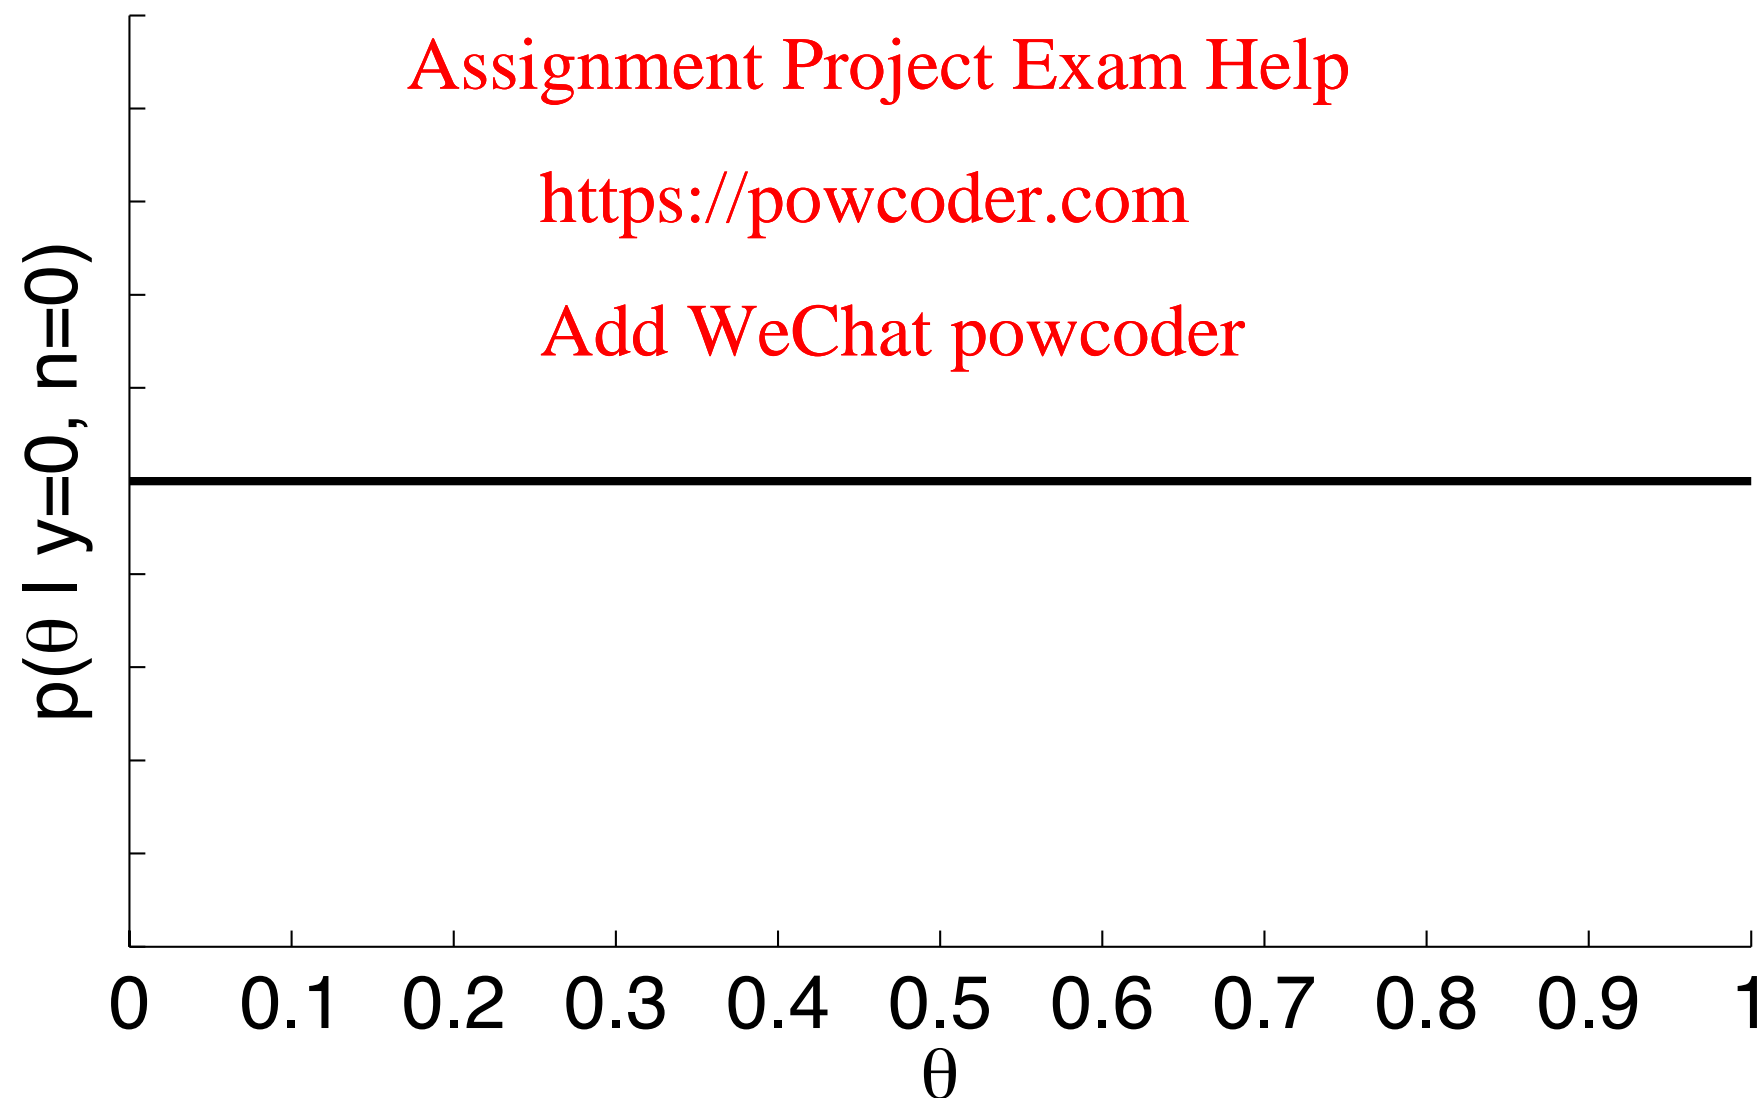 Assignment Project Exam Help
https://powcoder.com
Add WeChat powcoder
p(θ | y=0, n=0)
0 0.1 0.2 0.3 0.4 0.5 0.6 0.7 0.8 0.9 1
θ